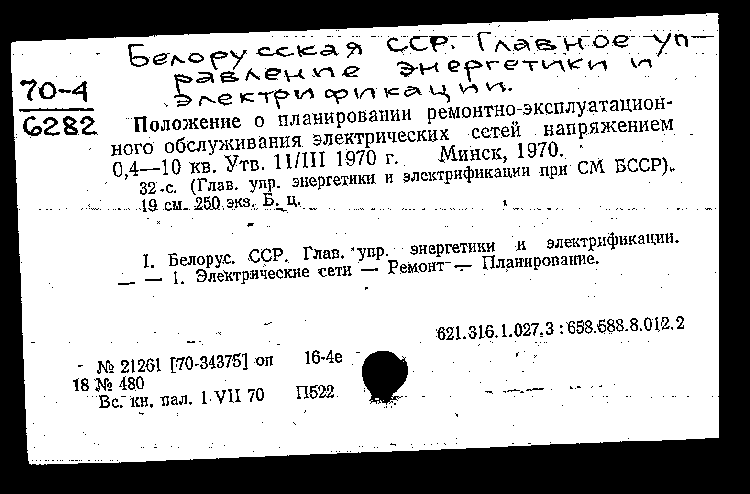 Белорусская ССР. Главное уп-
равление энергетики и
электрификации.
70-4
6282
Положение о планировании ремонтно-эксплуатацион-
ного обслуживания электрических сетей напряжением
0,4—10 кв. Утв. 11/III 1970 г. Минск, 1970.
32 с. (Глав. упр. энергетики и электрификации при СМ БССР).
19 см. 250 экз. Б. ц.
I. Белорус. ССР. Глав. упр. энергетики и электрификации.
— — 1. Электрические сети — Ремонт — Планирование.
621.316.1.027.3 : 658.588.8.012.2
№ 21261 [70-34375] оп 16-4е
18 № 480
Вс. кн. пал. 1 VII 70 П522